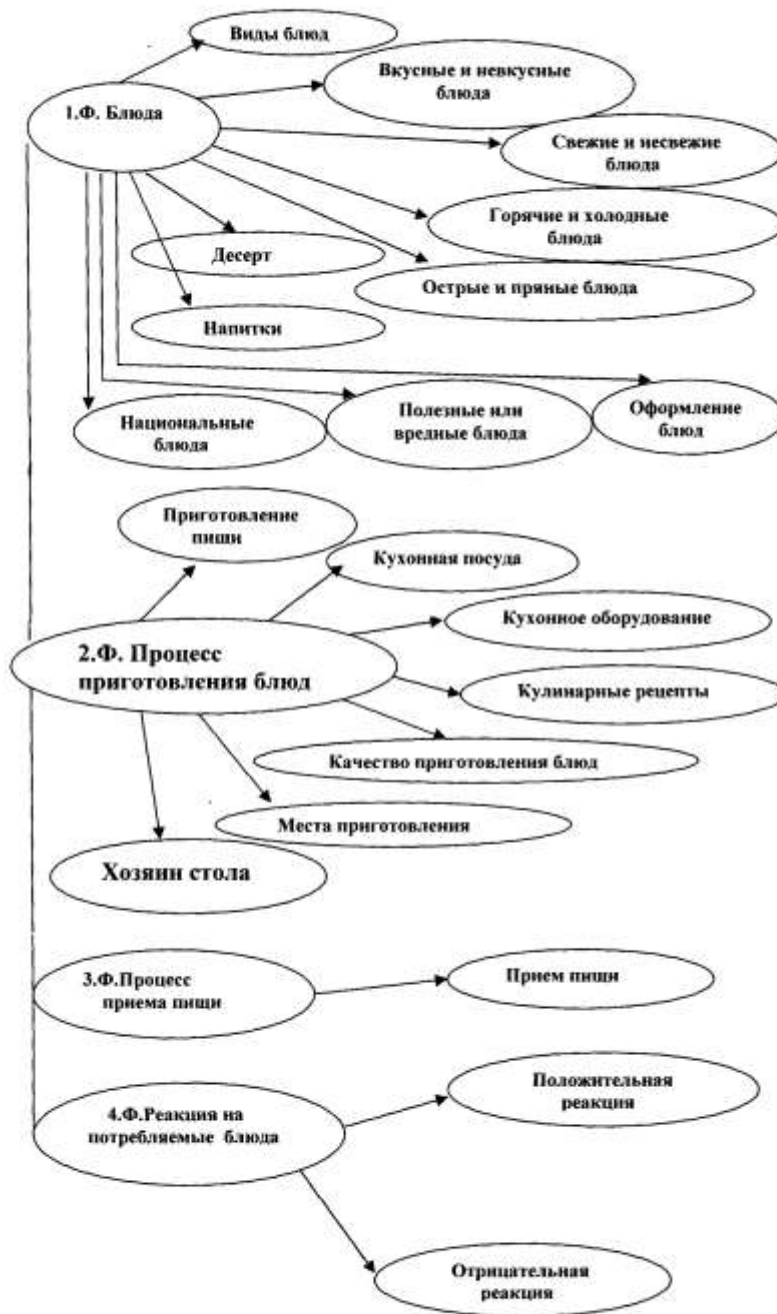 Виды блюд
Вкусные и невкусные
блюда
1.Ф. Блюда
Свежие и несвежие
блюда
Горячие и холодные
блюда
Десерт
Острые и пряные блюда
Напитки
Национальные
блюда
Полезные или
вредные блюда
Оформление
блюд
Приготовление
пиши
Кухонная посуда
Кухонное оборудование
2.Ф. Процесс
приготовления блюд
Кулинарные рецепты
Качество приготовления блюд
Места приготовления
Хозяин стола
3.Ф.Процесс
приема пищи
Прием пиши
Положительная
реакция
4.Ф.Реакция на
потребляемые блюда
Отрицательная
реакция